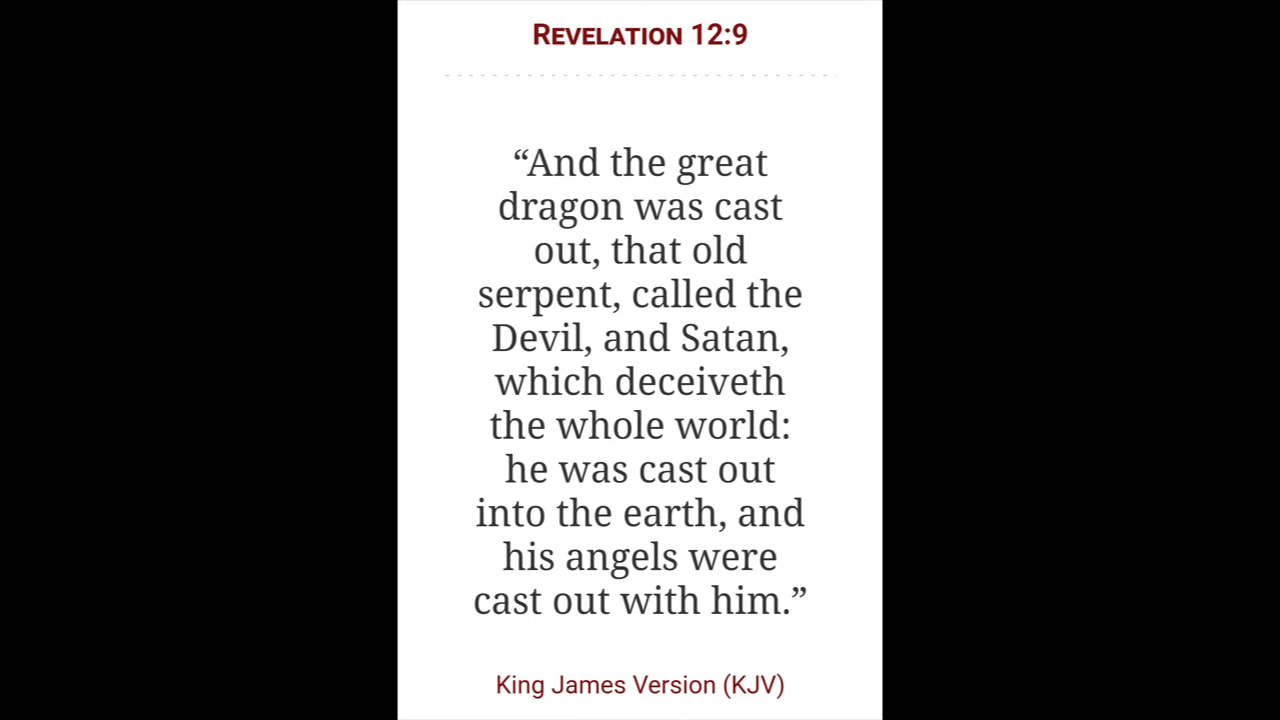 REVELATION 12:9
“And the great
dragon was cast
out, that old
serpent, called the
Devil, and Satan,
which deceiveth
the whole world:
he was cast out
into the earth, and
his angels were
cast out with him.”
King James Version (KJV)